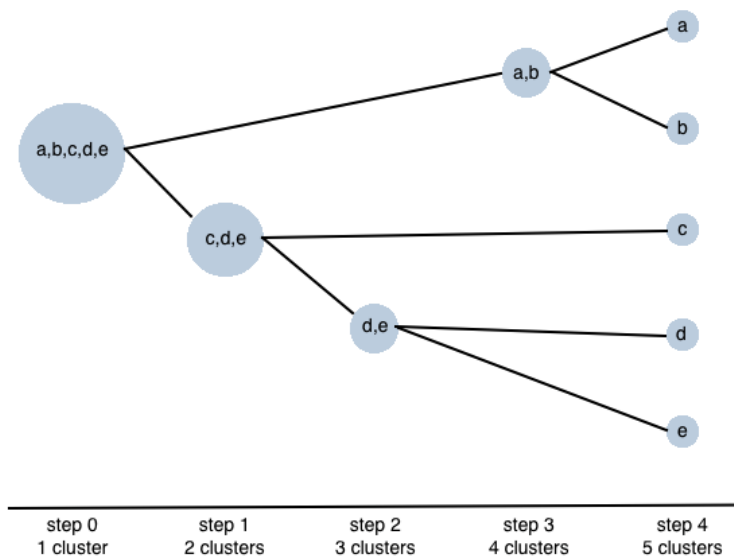 a
a,b
b
a,b,c,d,e
c,d,e
c
d,e
d
e
step 0 step 1 step 2 step 3 step 4
1 cluster 2 clusters 3 clusters 4 clusters 5 clusters